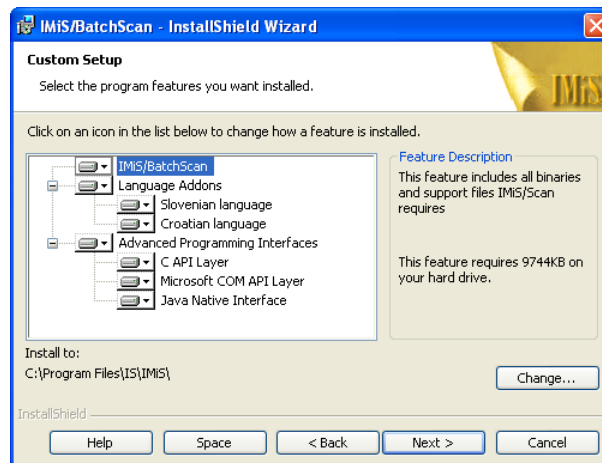 IMiS/BatchScan - InstallShield Wizard
Custom Setup
Select the program features you want installed.
IMiS
Click on an icon in the list below to change how a feature is installed.
IMiS/BatchScan
Language Addons
Slovenian language
Croatian language
Advanced Programming Interfaces
C API Layer
Microsoft COM API Layer
Java Native Interface
Feature Description
This feature includes all binaries
and support files IMiS/Scan
requires
This feature requires 9744KB on
your hard drive.
Install to:
C:\Program Files\IS\IMiS\
Change...
InstallShield
Help
Space
< Back
Next >
Cancel